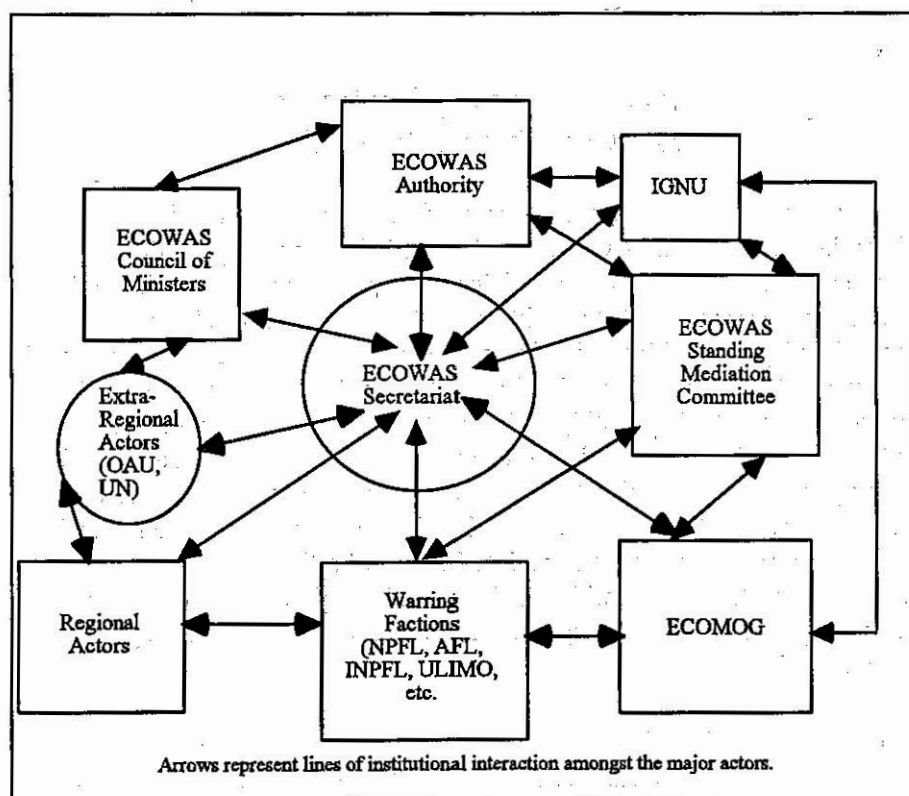 ECOWAS
Authority
IGNU
ECOWAS
Council of
Ministers
ECOWAS
Standing
Mediation
Committee
ECOWAS
Secretariat
Extra-
Regional
Actors
(OAU,
UN)
Regional
Actors
Warring
Factions
(NPFL, AFL,
INPFL, ULIMO,
etc.
ECOMOG
Arrows represent lines of institutional interaction amongst the major actors.